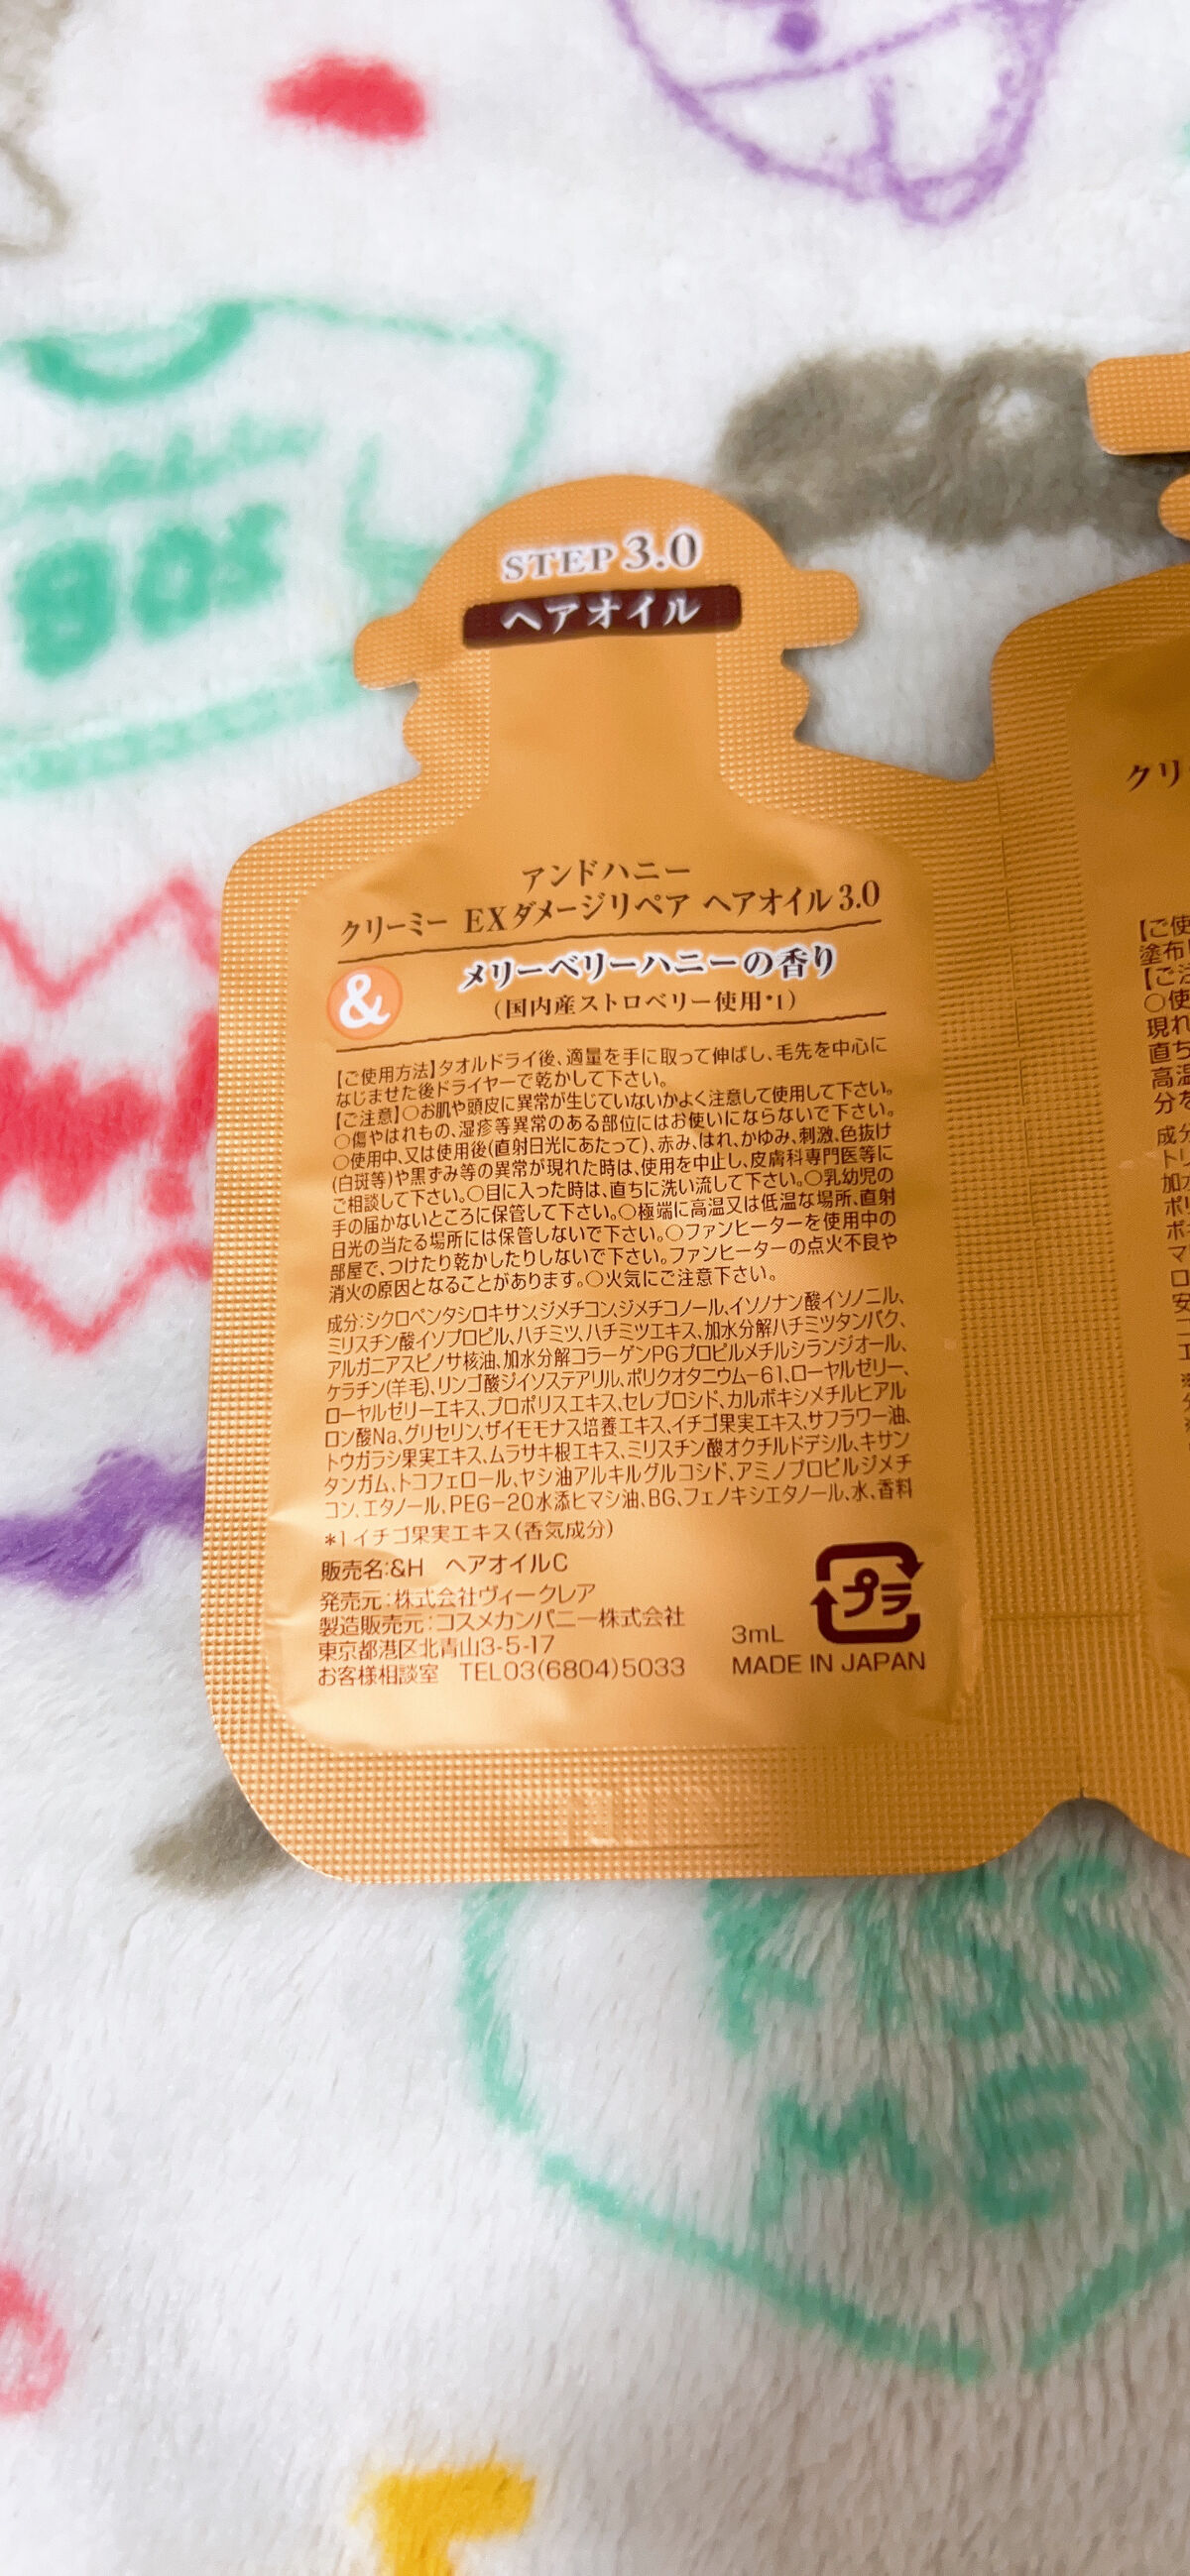 STEP 3.0
ヘアオイル
アンドハニー
クリーミー EXダメージリペア ヘアオイル3.0
&
メリーベリーハニーの香り
(国内産ストロベリー使用*1)
【ご使用方法】タオルドライ後、適量を手に取って伸ばし、毛先を中心に
なじませた後ドライヤーで乾かして下さい。
【ご注意】○お肌や頭皮に異常が生じていないかよく注意して使用して下さい。
○傷やはれもの、湿疹等異常のある部位にはお使いにならないで下さい。
○使用中、又は使用後(直射日光にあたって)、赤み、はれ、かゆみ、刺激、色抜け
(白斑等)や黒ずみ等の異常が現れた時は、使用を中止し、皮膚科専門医等に
ご相談して下さい。○目に入った時は、直ちに洗い流して下さい。○乳幼児の
手の届かないところに保管して下さい。○極端に高温又は低温な場所、直射
日光の当たる場所には保管しないで下さい。○ファンヒーターを使用中の
部屋で、つけたり乾かしたりしないで下さい。ファンヒーターの点火不良や
消火の原因となることがあります。○火気にご注意下さい。
成分:シクロペンタシロキサン、ジメチコン、ジメチコノール、イソノナン酸イソノニル、
ミリスチン酸イソプロピル、ハチミツ、ハチミツエキス、加水分解ハチミツタンパク、
アルガニアスピノサ核油、加水分解コラーゲンPGプロピルメチルシランジオール、
ケラチン(羊毛)、リンゴ酸ジイソステアリル、ポリクオタニウム-61、ローヤルゼリー、
ローヤルゼリーエキス、プロポリスエキス、セレブロシド、カルボキシメチルヒアル
ロン酸Na、グリセリン、ザイモモナス培養エキス、イチゴ果実エキス、サフラワー油、
トウガラシ果実エキス、ムラサキ根エキス、ミリスチン酸オクチルドデシル、キサン
タンガム、トコフェロール、ヤシ油アルキルグルコシド、アミノプロピルジメチ
コン、エタノール、PEG-20水添ヒマシ油、BG、フェノキシエタノール、水、香料
*1イチゴ果実エキス(香気成分)
販売名:&H ヘアオイルC
発売元:株式会社ヴィークレア
製造販売元:コスメカンパニー株式会社
東京都港区北青山3-5-17
お客様相談室 TEL03(6804)5033
プラ
3mL
MADE IN JAPAN
クリ
【ご使
塗布
【ご注
○使
現れ
直ち
高温
分を
成分
トリ
加水
ポリ
ポ
マ
ロ
安
BOX
KISS
ME!